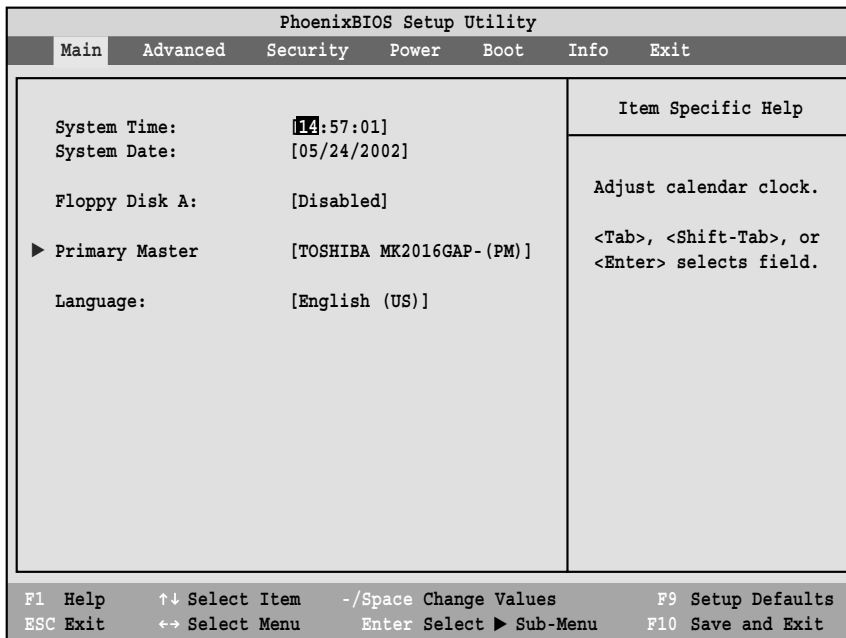 PhoenixBIOS Setup Utility
Main Advanced Security Power Boot Info Exit
System Time: [14:57:01]
System Date: [05/24/2002]
Floppy Disk A: [Disabled]
▶ Primary Master [TOSHIBA MK2016GAP-(PM)]
Language: [English (US)]
Item Specific Help
Adjust calendar clock.
<Tab>, <Shift-Tab>, or
<Enter> selects field.
F1 Help ↑↓ Select Item -/Space Change Values F9 Setup Defaults
ESC Exit ←→ Select Menu Enter Select ▶ Sub-Menu F10 Save and Exit